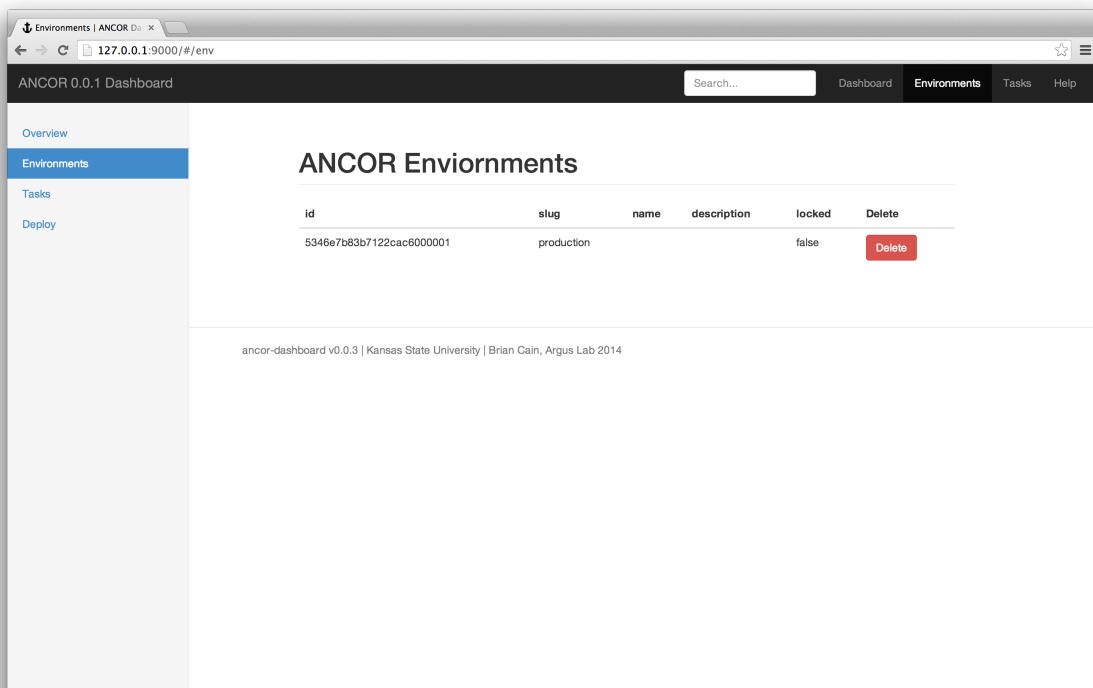 Environments | ANCOR Da
127.0.0.1:9000/#/env
ANCOR 0.0.1 Dashboard
Search...
Dashboard
Environments
Tasks
Help
Overview
Environments
Tasks
Deploy
ANCOR Enviornments
id slug name description locked Delete
5346e7b83b7122cac6000001 production false Delete
ancor-dashboard v0.0.3 | Kansas State University | Brian Cain, Argus Lab 2014